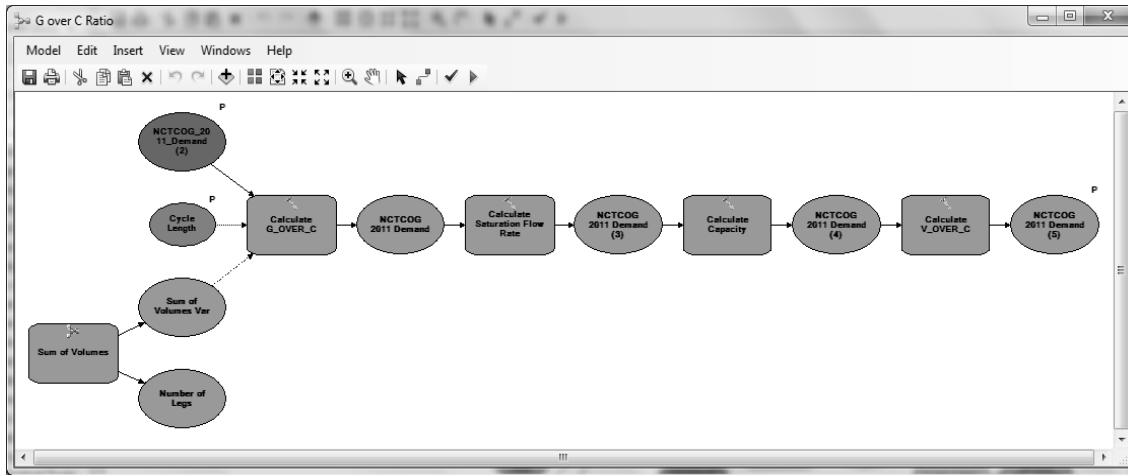 G over C Ratio
Model Edit Insert View Windows Help
P
NCTCOG_20
11_Demand
(2)
P
Cycle
Length
Calculate
G_OVER_C
NCTCOG
2011 Demand
Calculate
Saturation Flow
Rate
NCTCOG
2011 Demand
(3)
Calculate
Capacity
NCTCOG
2011 Demand
(4)
Calculate
V_OVER_C
P
NCTCOG
2011 Demand
(5)
Sum of
Volumes Var
Sum of Volumes
Number of
Legs